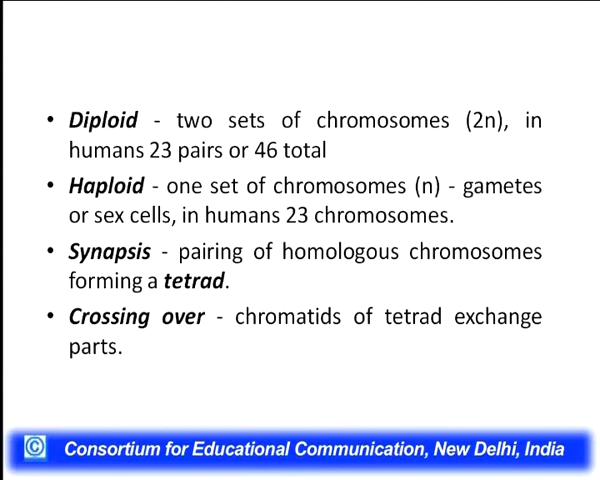 • Diploid - two sets of chromosomes (2n), in
humans 23 pairs or 46 total
• Haploid - one set of chromosomes (n) - gametes
or sex cells, in humans 23 chromosomes.
• Synapsis - pairing of homologous chromosomes
forming a tetrad.
• Crossing over - chromatids of tetrad exchange
parts.
© Consortium for Educational Communication, New Delhi, India